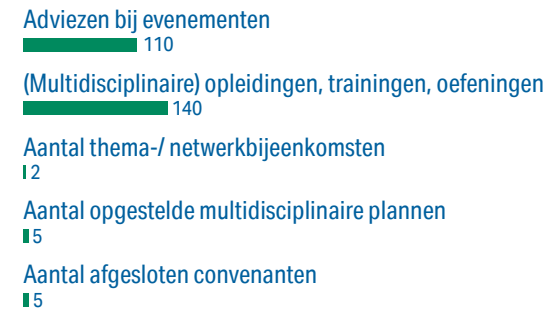 Adviezen bij evenementen
110
(Multidisciplinaire) opleidingen, trainingen, oefeningen
140
Aantal thema-/ netwerkbijeenkomsten
2
Aantal opgestelde multidisciplinaire plannen
5
Aantal afgesloten convenanten
5